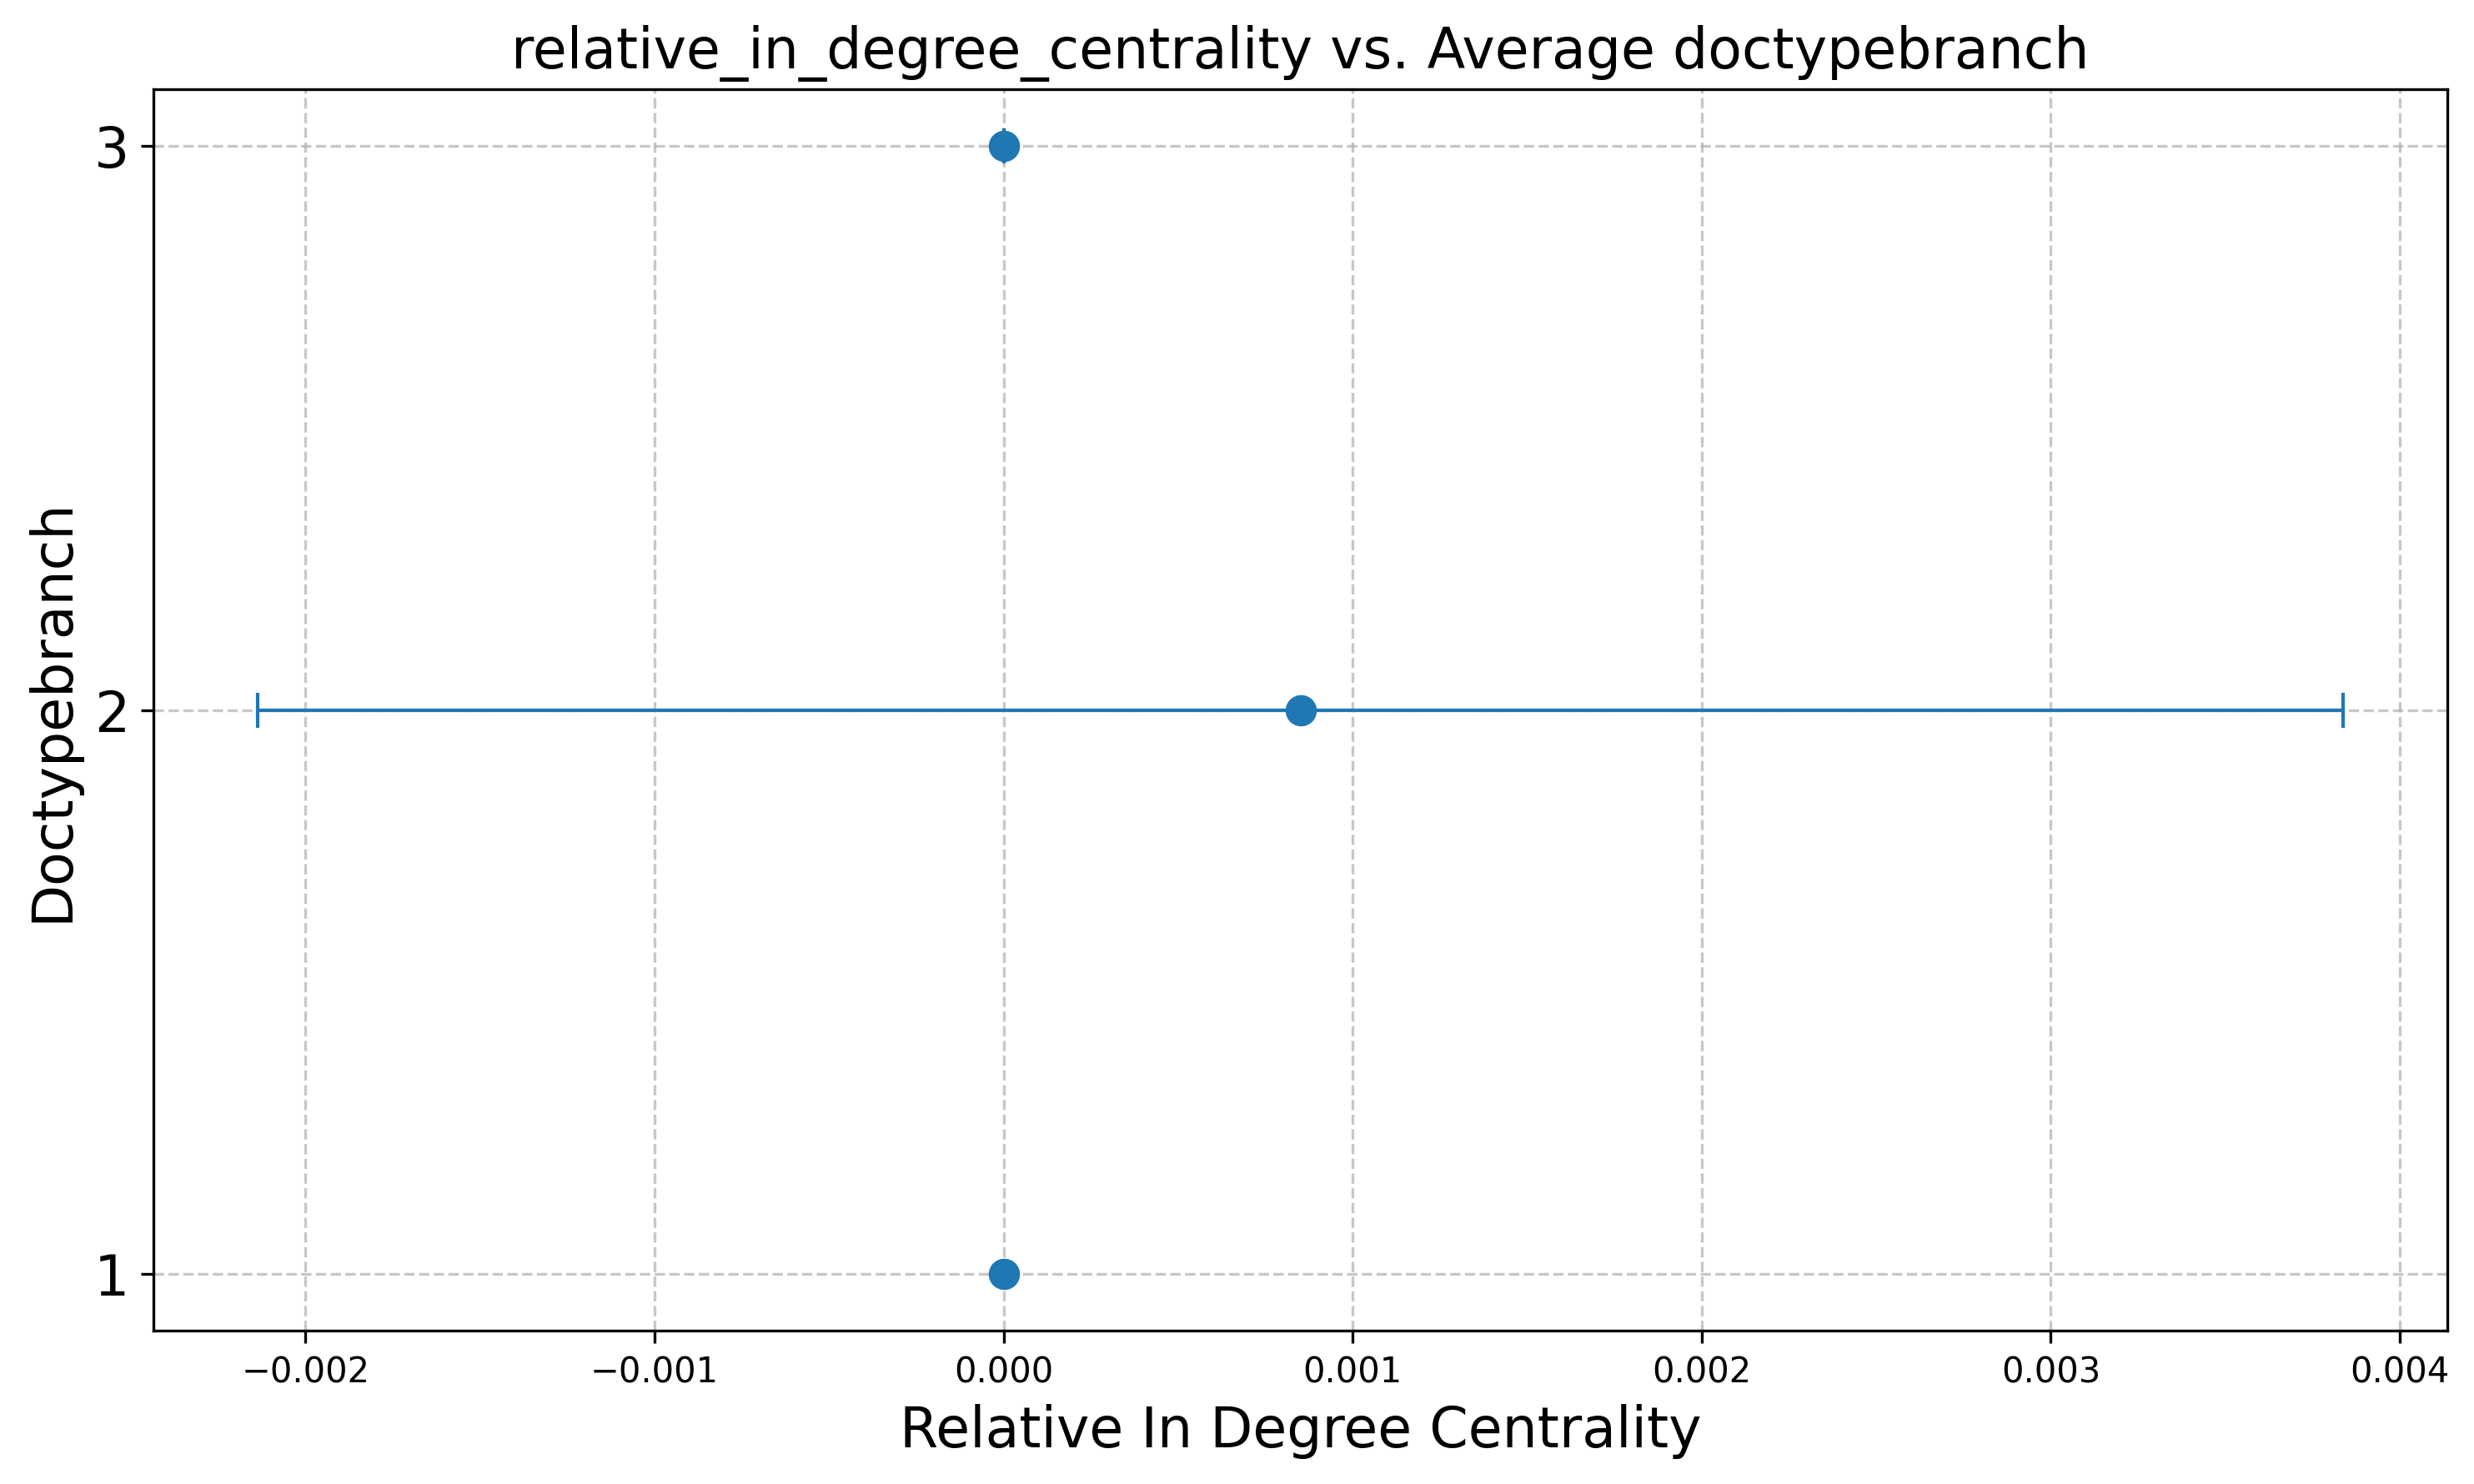 relative_in_degree_centrality vs. Average doctypebranch
3
2
1
Doctypebranch
−0.002 −0.001 0.000 0.001 0.002 0.003 0.004
Relative In Degree Centrality